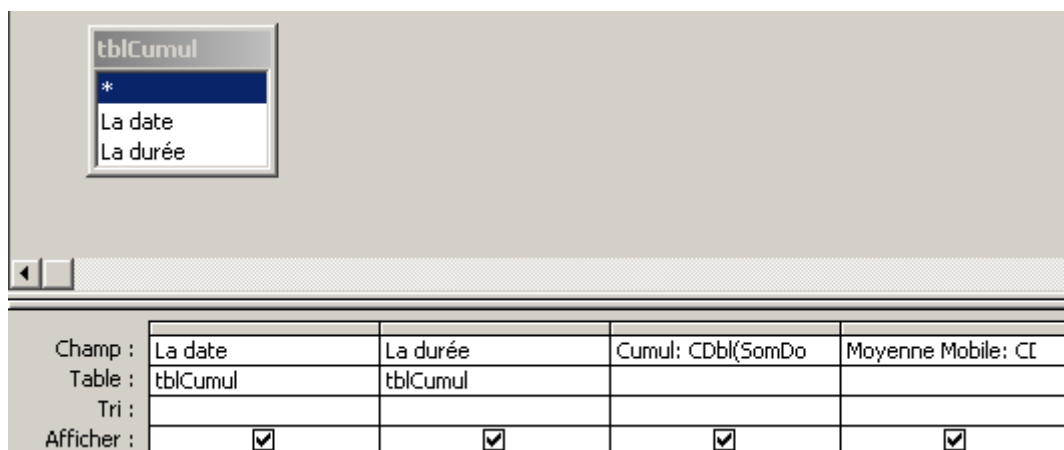 tblCumul
*
La date
La durée
Champ : La date La durée Cumul: CDbl(SomDo Moyenne Mobile: CD
Table : tblCumul tblCumul
Tri :
Afficher :